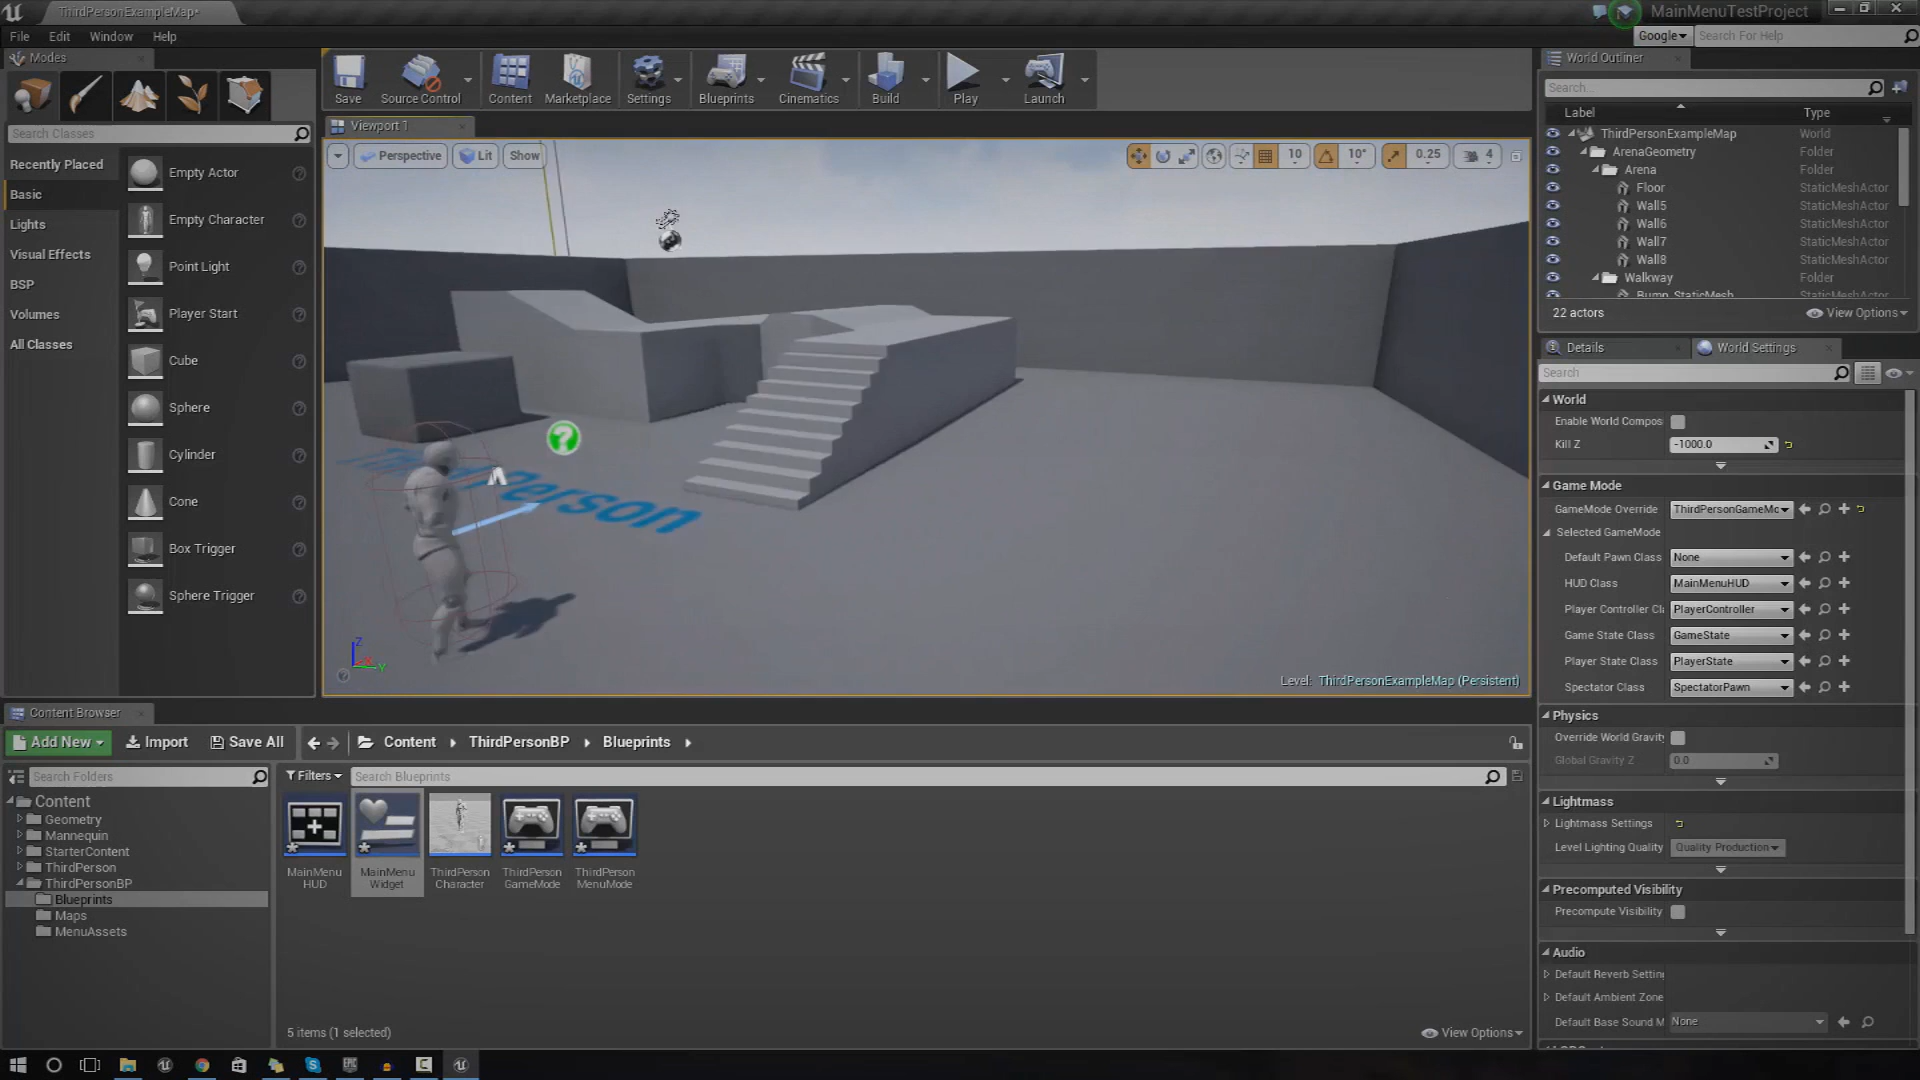 ThirdPersonExampleMap*
MainMenuTestProject
File Edit Window Help
Google Search For Help
Modes
Save Source Control Content Marketplace Settings Blueprints Cinematics Build Play Launch
Search Classes
Recently Placed
Basic
Lights
Visual Effects
BSP
Volumes
All Classes
Empty Actor
Empty Character
Point Light
Player Start
Cube
Sphere
Cylinder
Cone
Box Trigger
Sphere Trigger
Viewport 1
Perspective Lit Show
10 10° 0.25 4
Person
Z
Y
Level: ThirdPersonExampleMap (Persistent)
World Outliner
Search...
Label Type
ThirdPersonExampleMap World
ArenaGeometry Folder
Arena Folder
Floor StaticMeshActor
Wall5 StaticMeshActor
Wall6 StaticMeshActor
Wall7 StaticMeshActor
Wall8 StaticMeshActor
Walkway Folder
Bump_StaticMesh StaticMeshActor
22 actors View Options
Details World Settings
Search
World
Enable World Compos
Kill Z -1000.0
Game Mode
GameMode Override ThirdPersonGameMo
Selected GameMode
Default Pawn Class None
HUD Class MainMenuHUD
Player Controller Cl PlayerController
Game State Class GameState
Player State Class PlayerState
Spectator Class SpectatorPawn
Physics
Override World Gravity
Global Gravity Z 0.0
Lightmass
Lightmass Settings
Level Lighting Quality Quality Production
Precomputed Visibility
Precompute Visibility
Audio
Default Reverb Settin
Default Ambient Zone
Default Base Sound M None
Content Browser
Add New Import Save All Content ThirdPersonBP Blueprints
Search Folders
Filters Search Blueprints
Content
Geometry
Mannequin
StarterContent
ThirdPerson
ThirdPersonBP
Blueprints
Maps
MenuAssets
MainMenu
HUD
MainMenu
Widget
ThirdPerson
Character
ThirdPerson
GameMode
ThirdPerson
MenuMode
5 items (1 selected) View Options